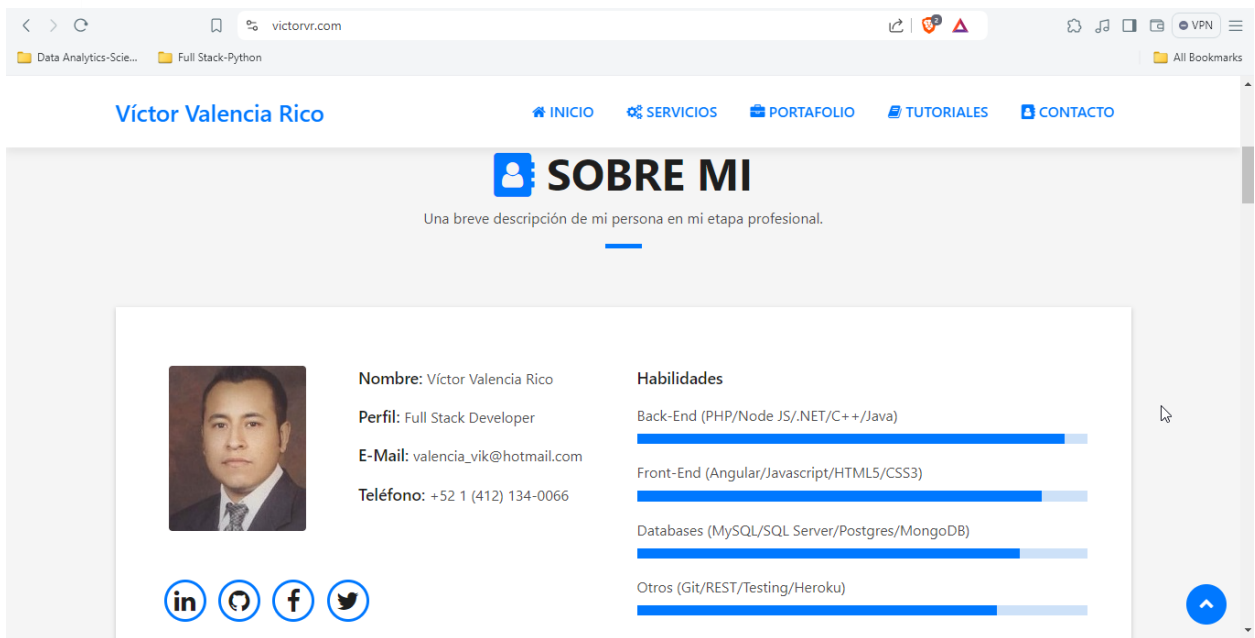 victorvr.com
2
VPN
Data Analytics-Scie...
Full Stack-Python
All Bookmarks
Víctor Valencia Rico
INICIO
SERVICIOS
PORTAFOLIO
TUTORIALES
CONTACTO
SOBRE MI
Una breve descripción de mi persona en mi etapa profesional.
Nombre: Víctor Valencia Rico
Perfil: Full Stack Developer
E-Mail: valencia_vik@hotmail.com
Teléfono: +52 1 (412) 134-0066
Habilidades
Back-End (PHP/Node JS/.NET/C++/Java)
Front-End (Angular/Javascript/HTML5/CSS3)
Databases (MySQL/SQL Server/Postgres/MongoDB)
Otros (Git/REST/Testing/Heroku)
in
f